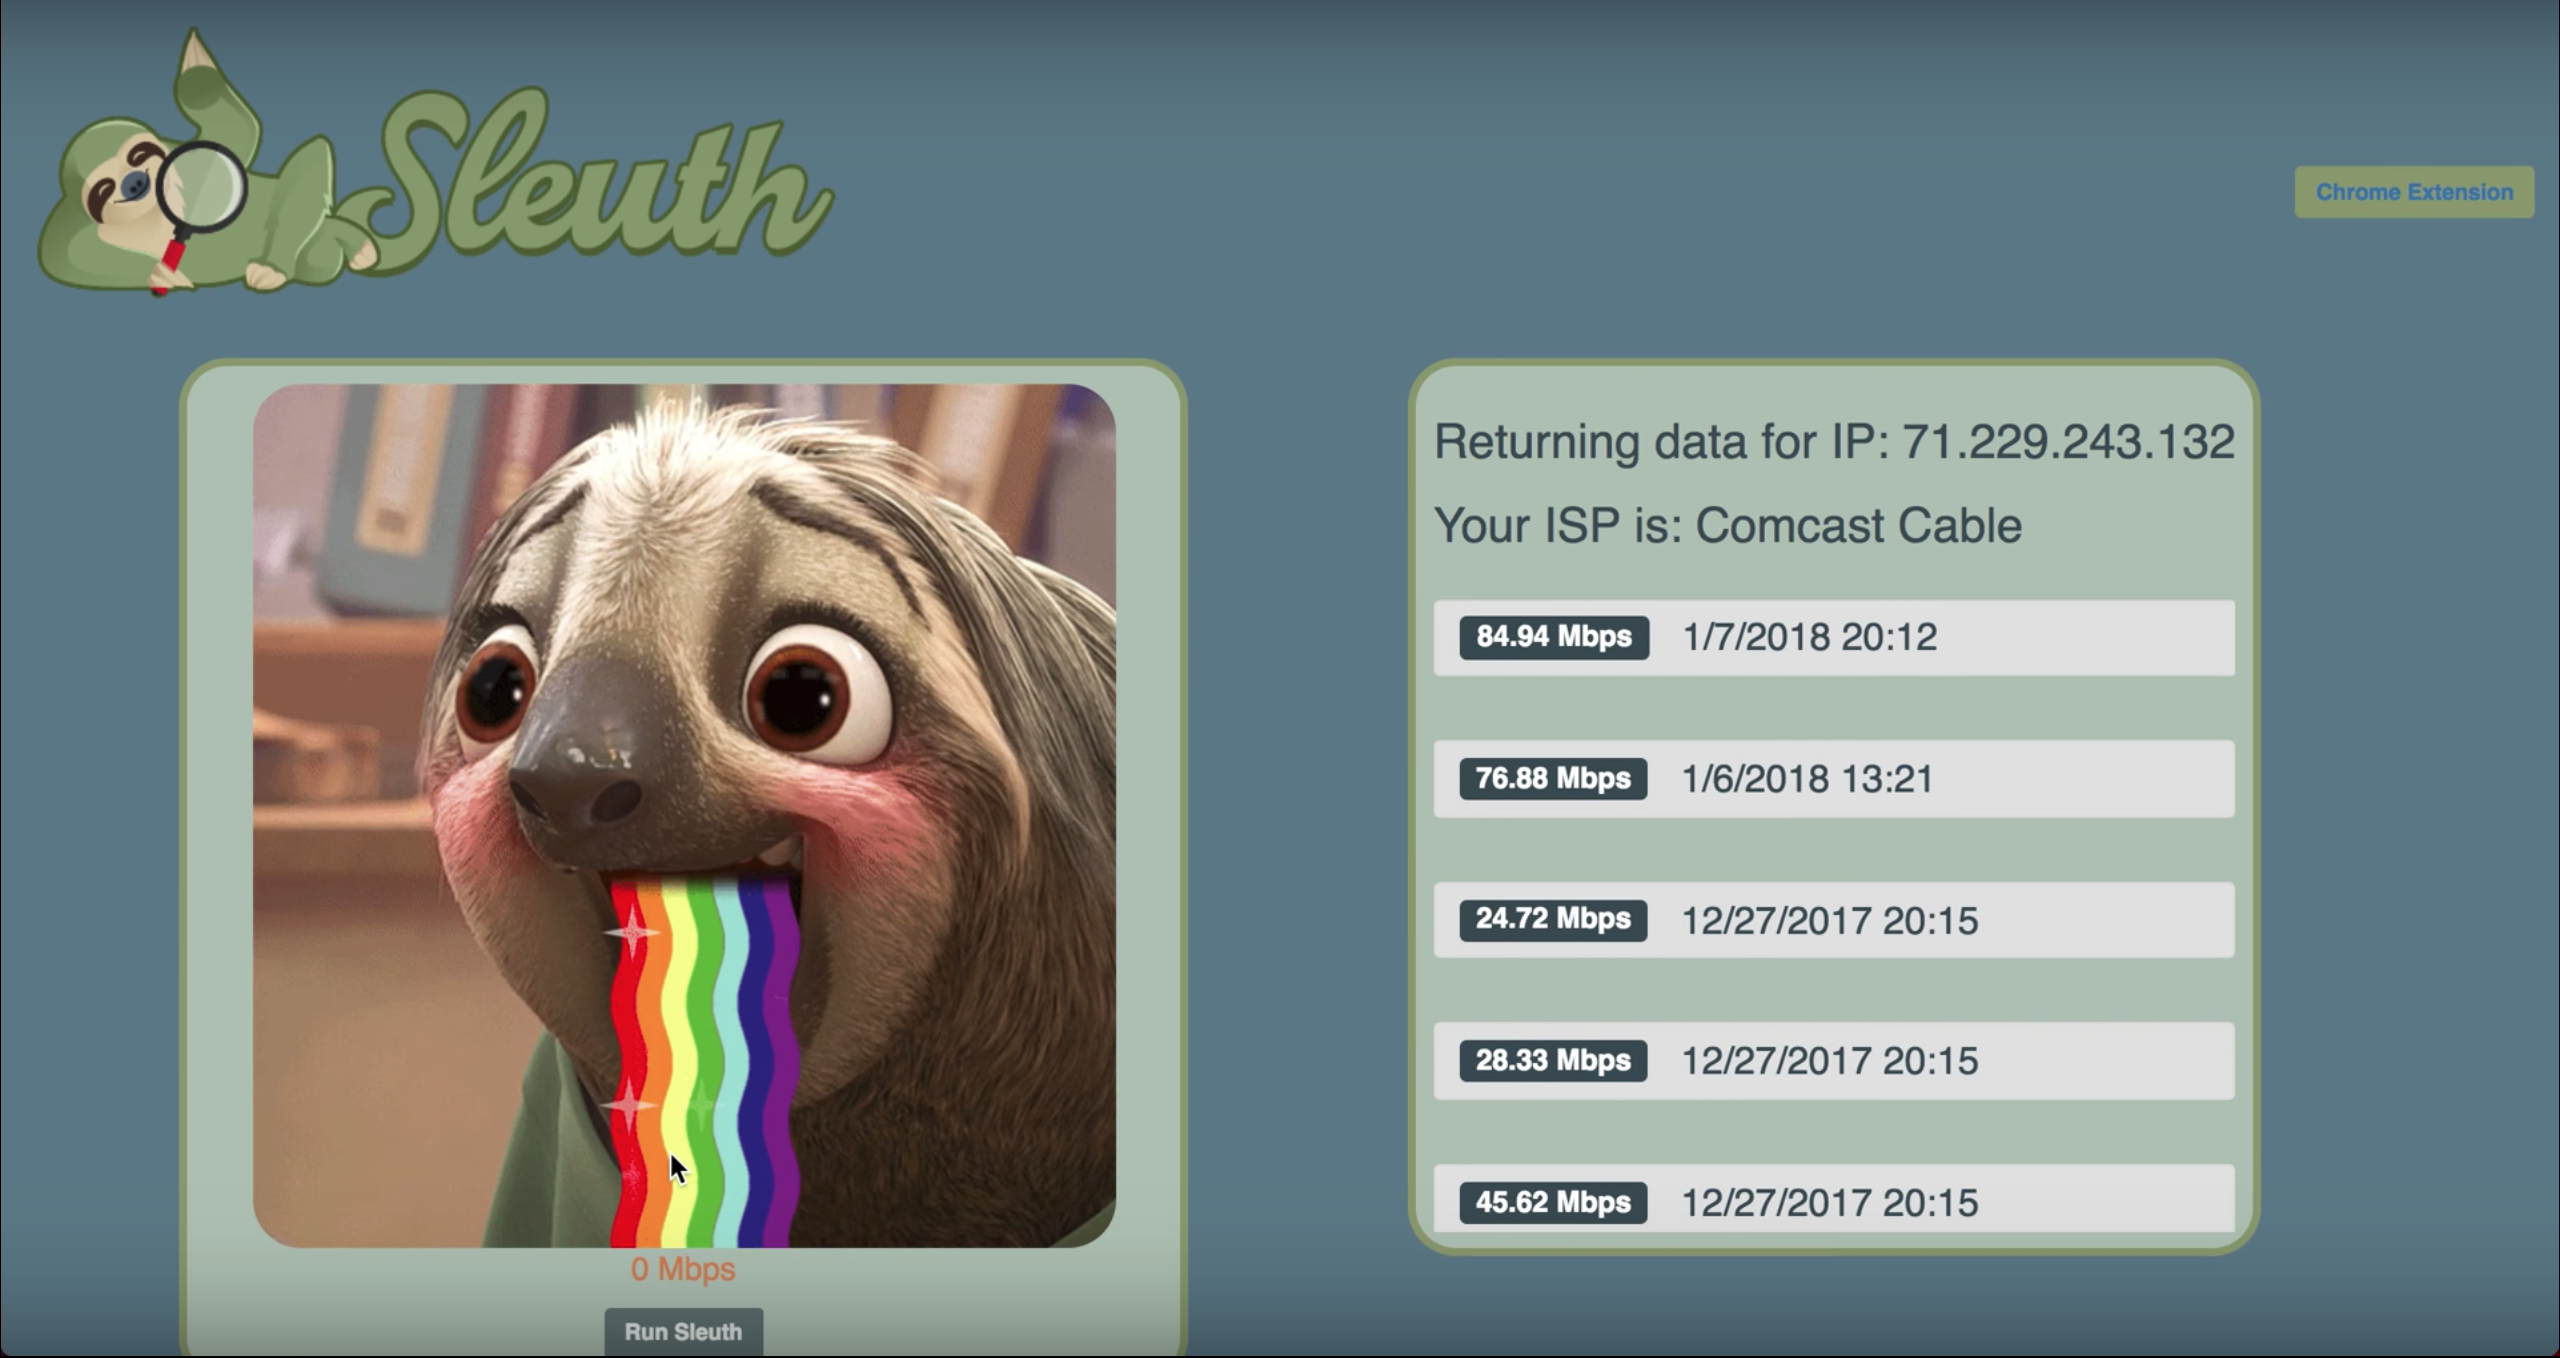 Sleuth
Chrome Extension
0 Mbps
Run Sleuth
Returning data for IP: 71.229.243.132
Your ISP is: Comcast Cable
84.94 Mbps 1/7/2018 20:12
76.88 Mbps 1/6/2018 13:21
24.72 Mbps 12/27/2017 20:15
28.33 Mbps 12/27/2017 20:15
45.62 Mbps 12/27/2017 20:15